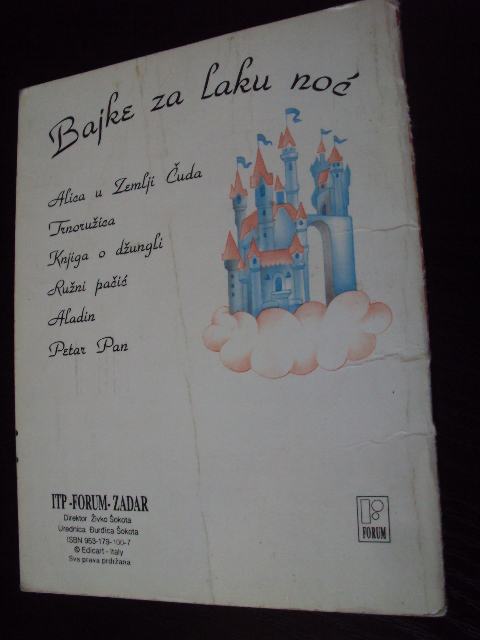 Bajke za laku noć
Alica u Zemlji Čuda
Trnoružica
Knjiga o džungli
Ružni pačić
Aladin
Petar Pan
ITP -FORUM- ZADAR
Direktor Živko Šokota
Urednica Đurđica Šokota
ISBN 953-179-100-7
© Edicart - Italy
Sva prava prdržana
FORUM